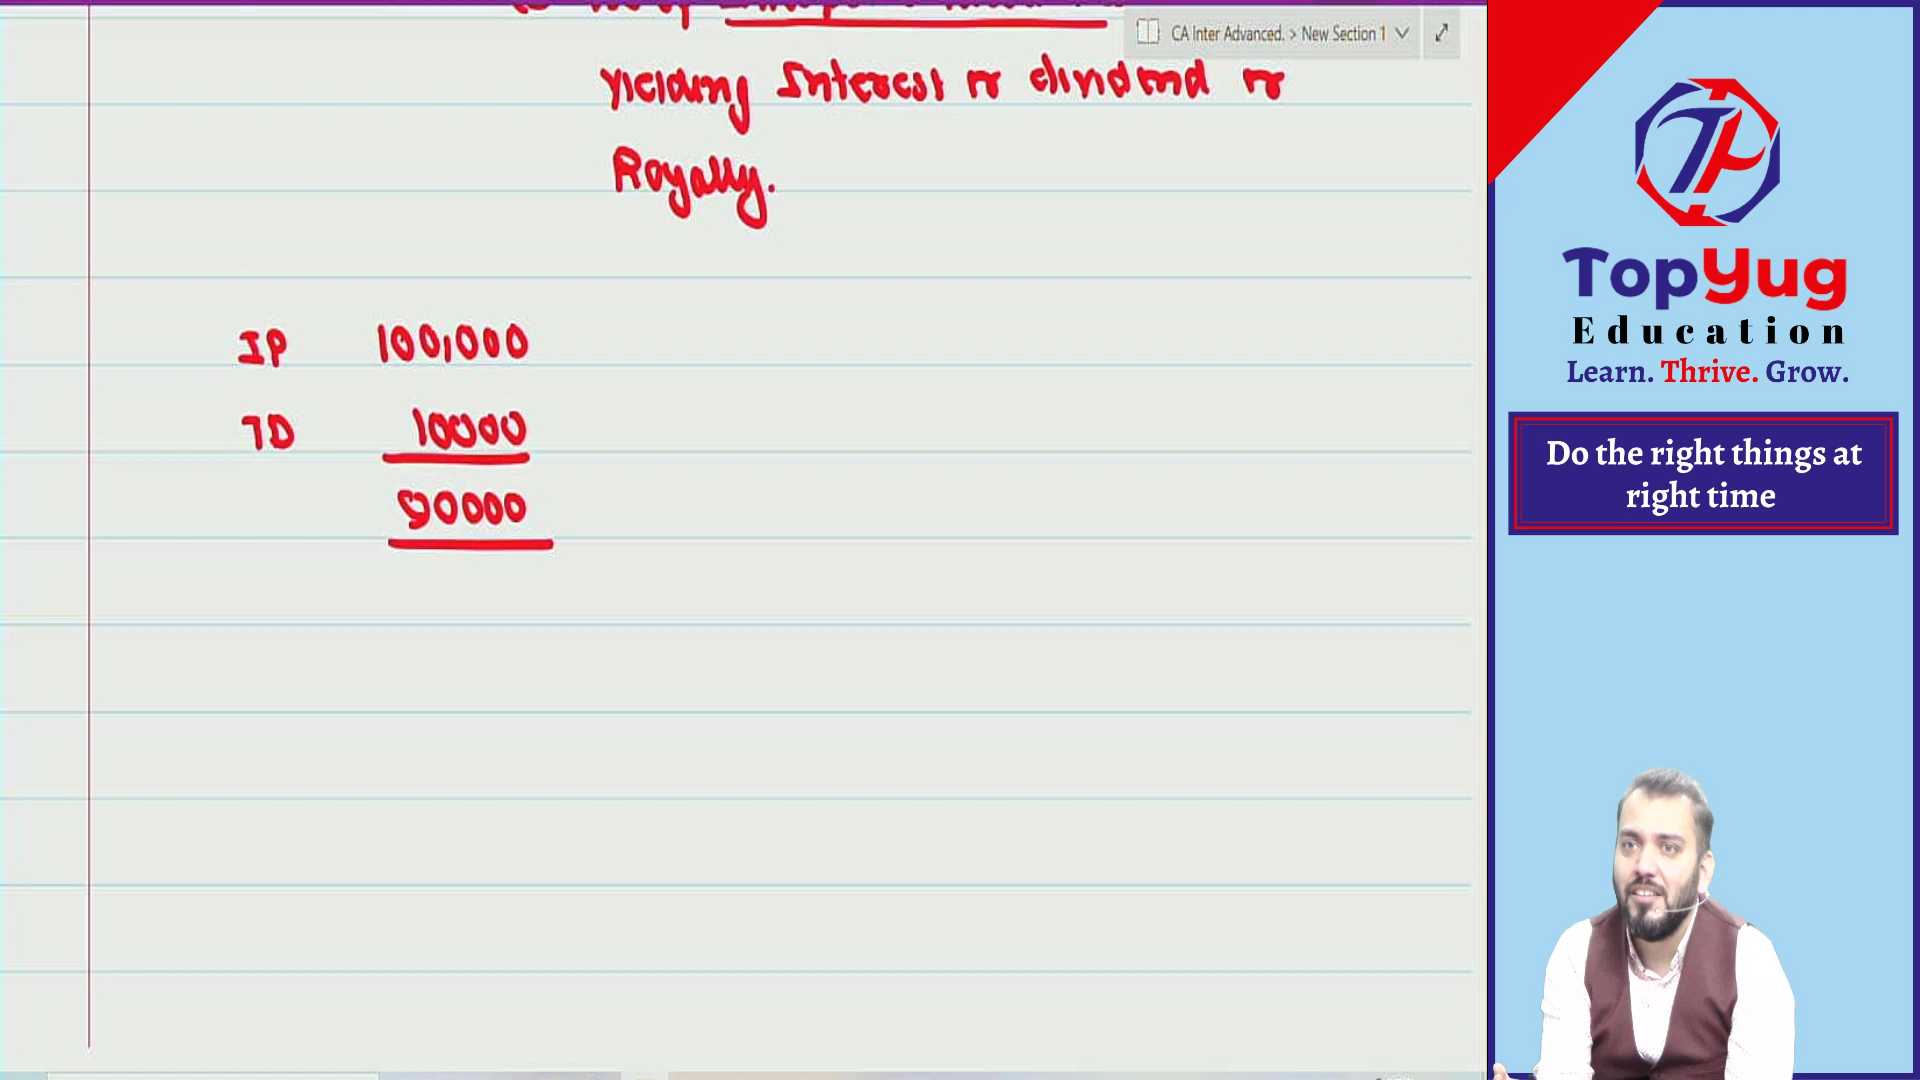 CA Inter Advanced. > New Section 1
Yielding Interest or dividend or
Royalty.
IP 100,000
TD 10000
90000
TopYug
Education
Learn. Thrive. Grow.
Do the right things at
right time